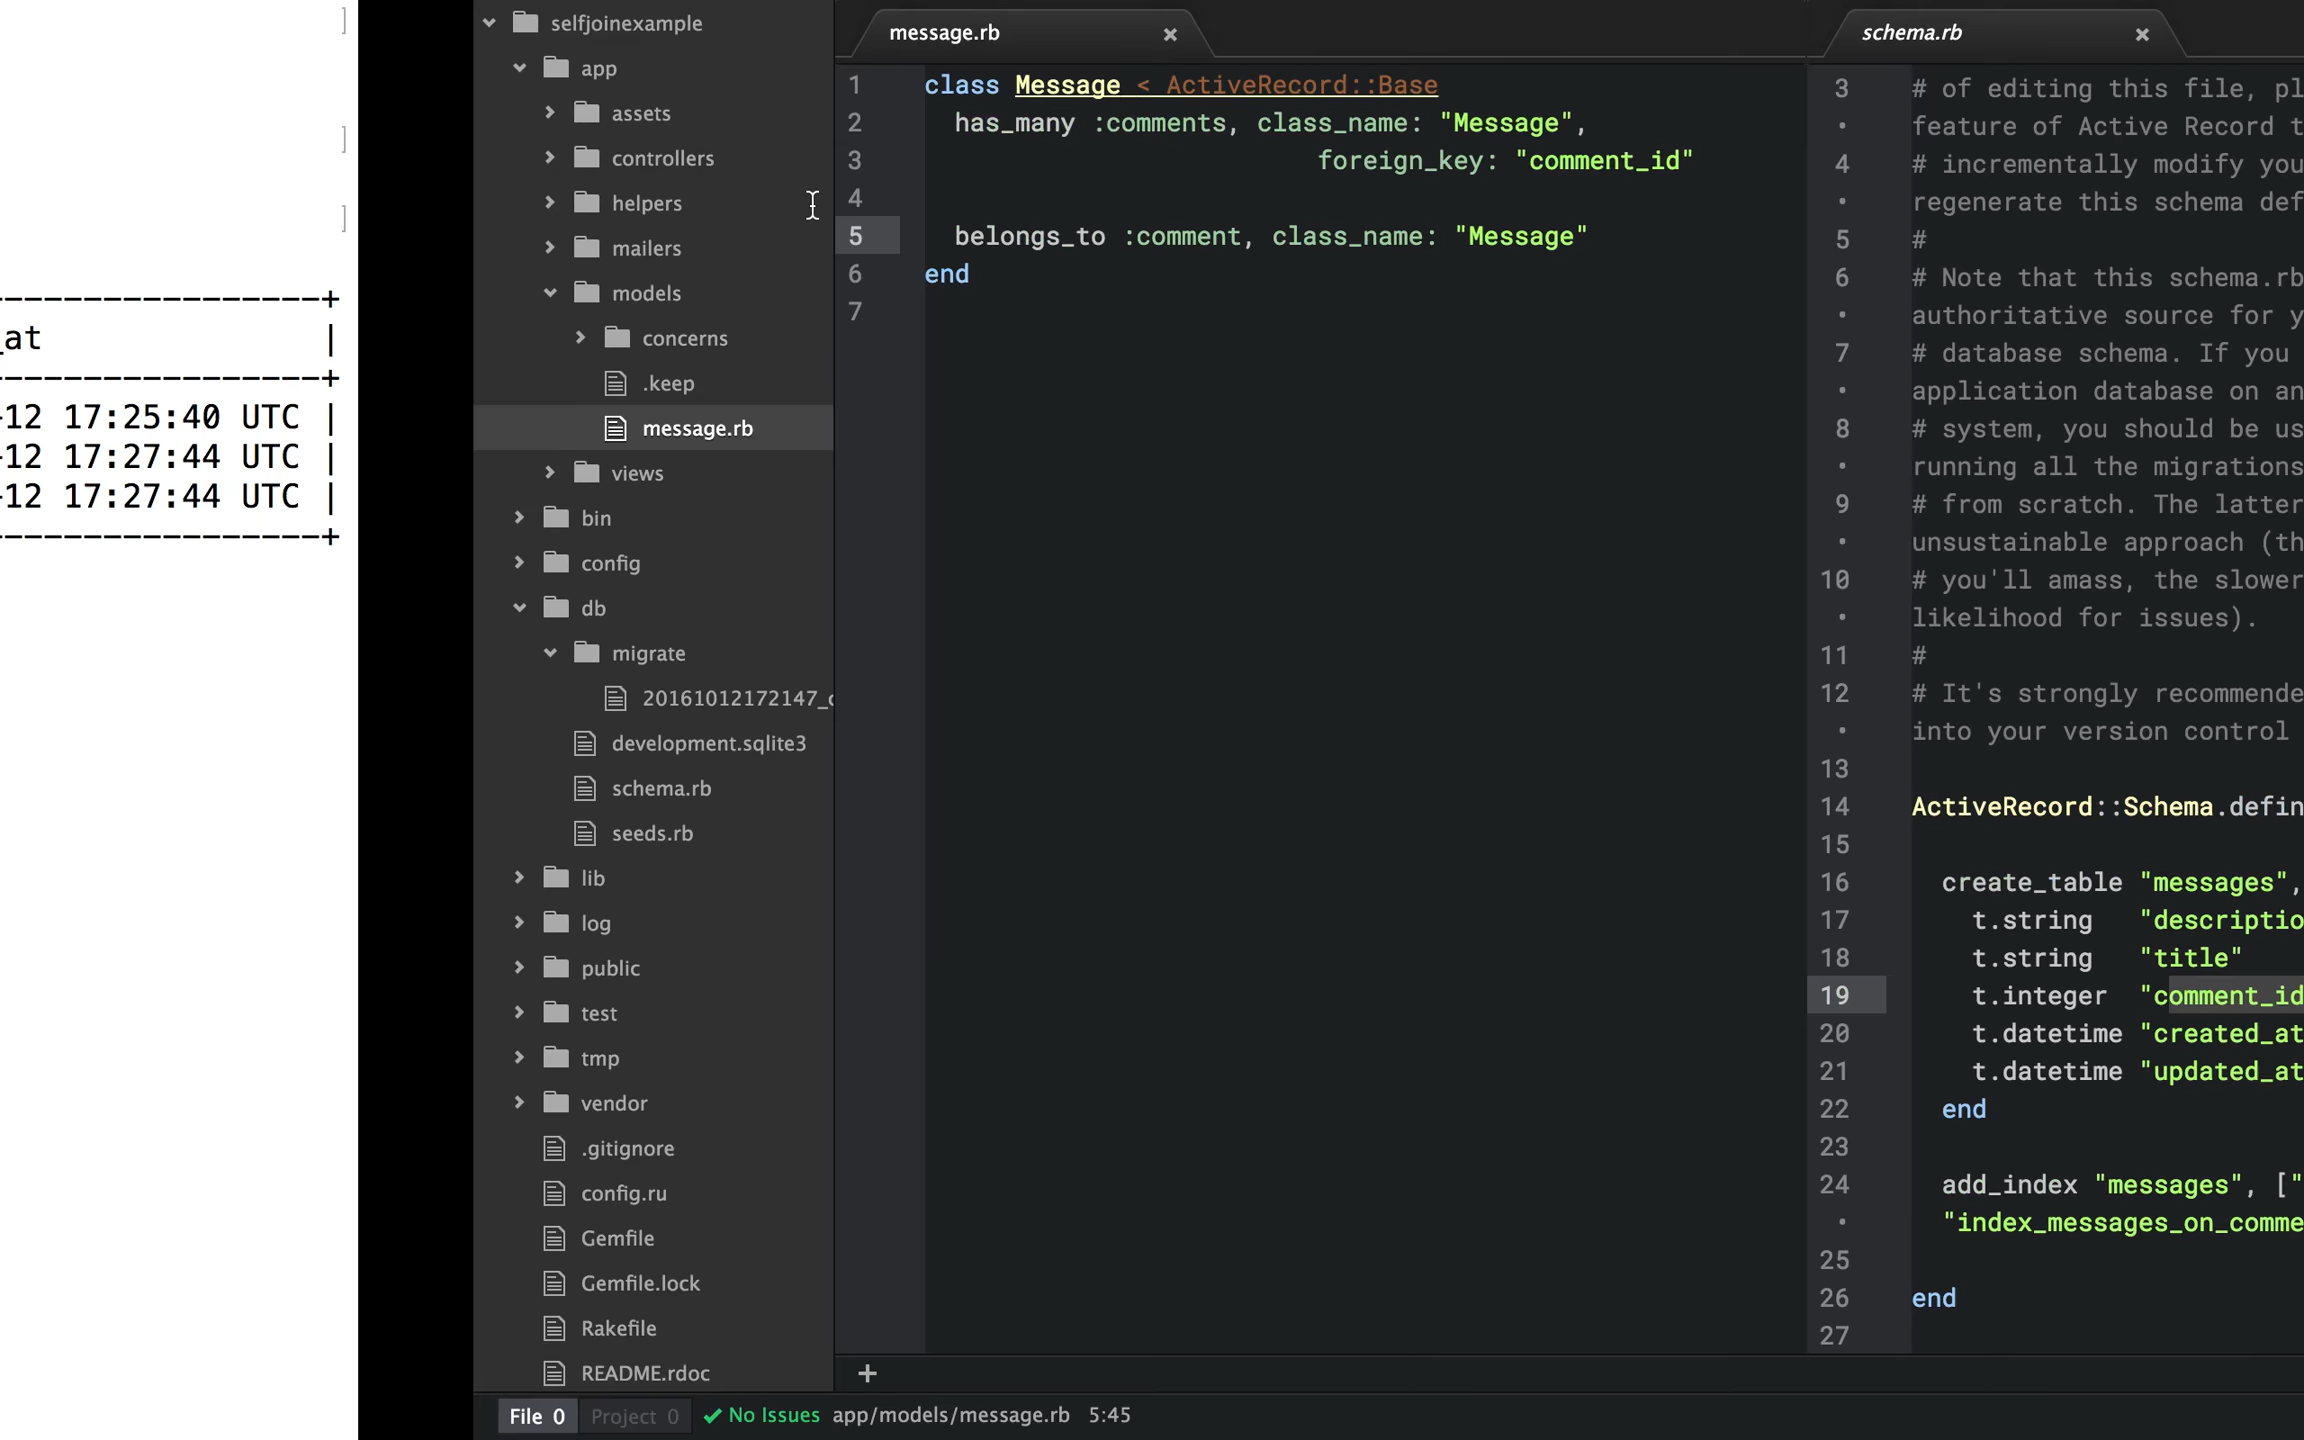 _at |
-12 17:25:40 UTC |
-12 17:27:44 UTC |
-12 17:27:44 UTC |
selfjoinexample
app
assets
controllers
helpers
mailers
models
concerns
.keep
message.rb
views
bin
config
db
migrate
20161012172147_c
development.sqlite3
schema.rb
seeds.rb
lib
log
public
test
tmp
vendor
.gitignore
config.ru
Gemfile
Gemfile.lock
Rakefile
README.rdoc
message.rb
1 class Message < ActiveRecord::Base
2 has_many :comments, class_name: "Message",
3 foreign_key: "comment_id"
4
5 belongs_to :comment, class_name: "Message"
6 end
7
schema.rb
3 # of editing this file, pl
• feature of Active Record t
4 # incrementally modify you
• regenerate this schema def
5 #
6 # Note that this schema.rb
• authoritative source for y
7 # database schema. If you
• application database on an
8 # system, you should be us
• running all the migrations
9 # from scratch. The latter
• unsustainable approach (th
10 # you'll amass, the slower
• likelihood for issues).
11 #
12 # It's strongly recommende
• into your version control
13
14 ActiveRecord::Schema.defin
15
16 create_table "messages",
17 t.string "descriptio
18 t.string "title"
19 t.integer "comment_id
20 t.datetime "created_at
21 t.datetime "updated_at
22 end
23
24 add_index "messages", ["
• "index_messages_on_comme
25
26 end
27
+
File 0 Project 0 ✓ No Issues app/models/message.rb 5:45